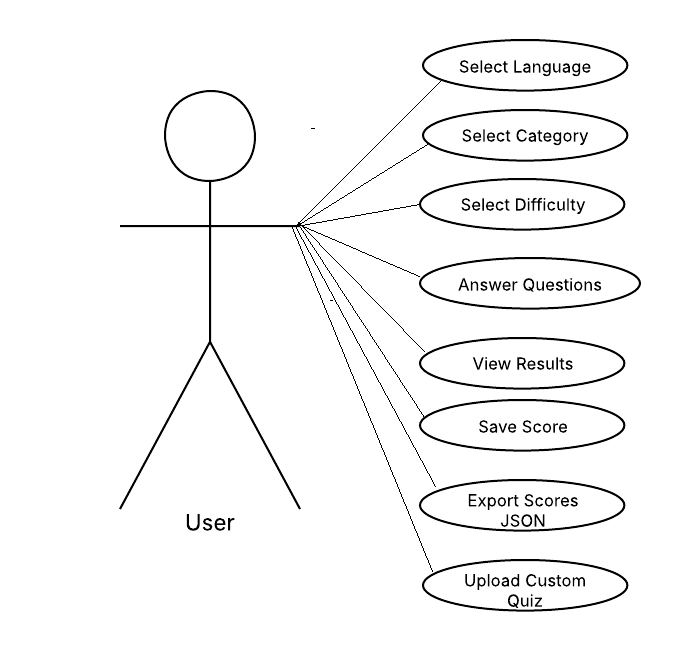 Select Language
Select Category
Select Difficulty
Answer Questions
View Results
Save Score
Export Scores
JSON
Upload Custom
Quiz
User